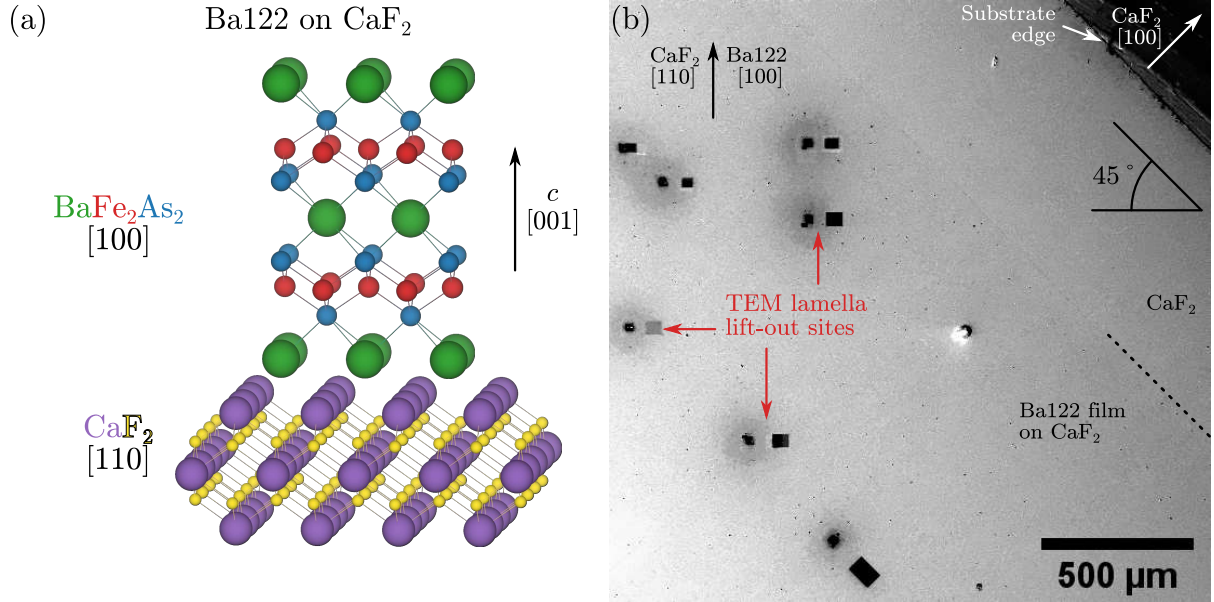 (a)
Ba122 on CaF₂
BaFe₂As₂
[100]
c
[001]
CaF₂
[110]
(b)
Substrate
edge
CaF₂
[100]
CaF₂
[110]
Ba122
[100]
45°
TEM lamella
lift-out sites
CaF₂
Ba122 film
on CaF₂
500 µm